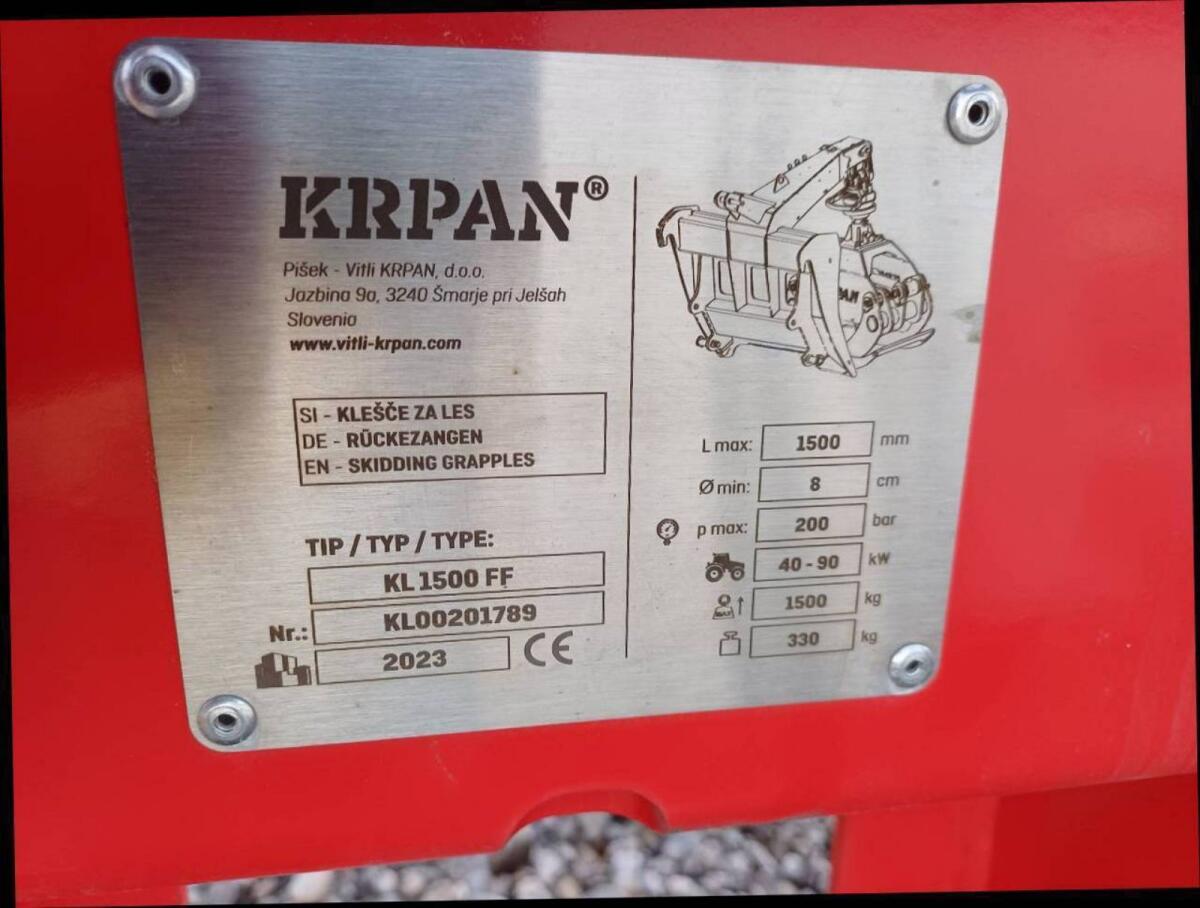 KRPAN®
Pišek - Vitli KRPAN, d.o.o.
Jazbina 9a, 3240 Šmarje pri Jelšah
Slovenia
www.vitli-krpan.com
SI - KLEŠČE ZA LES
DE - RÜCKEZANGEN
EN - SKIDDING GRAPPLES
TIP / TYP / TYPE:
KL 1500 FF
Nr.: KL00201789
2023 CE
L max: 1500 mm
Ø min: 8 cm
p max: 200 bar
40 - 90 kW
1500 kg
330 kg